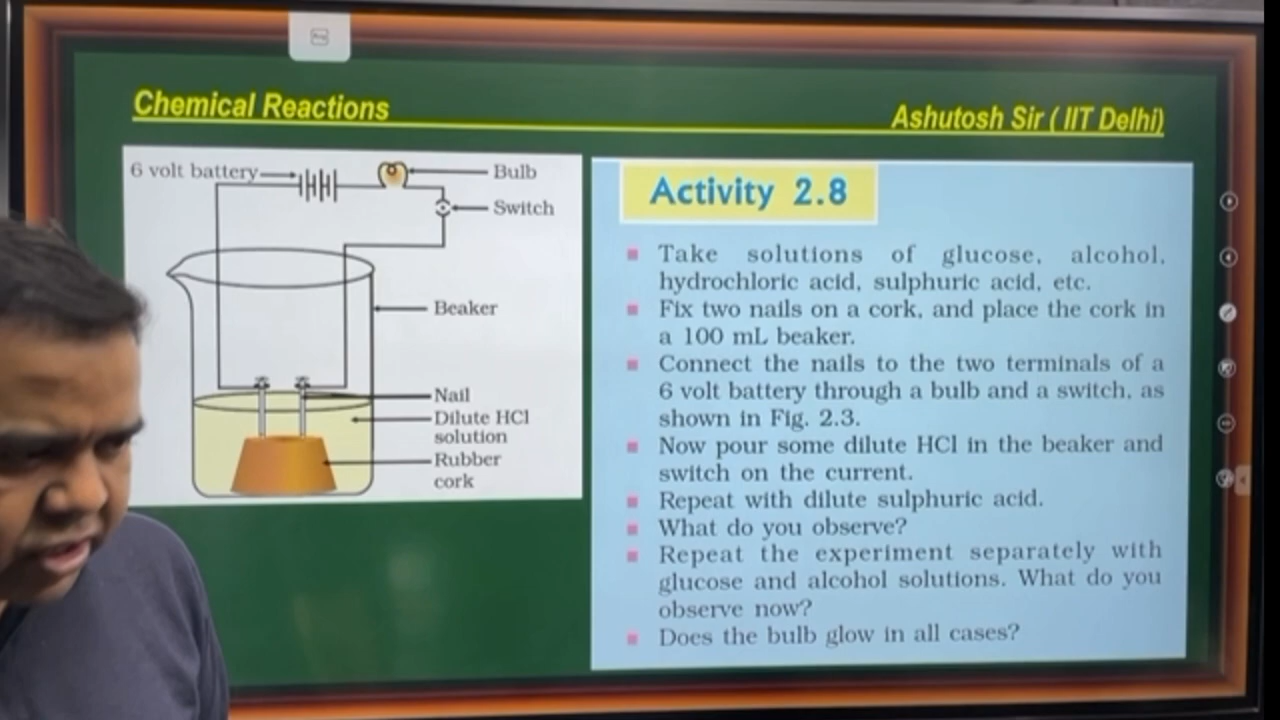 Chemical Reactions
Ashutosh Sir ( IIT Delhi)
6 volt battery
Bulb
Switch
Beaker
Nail
Dilute HCl
solution
Rubber
cork
Activity 2.8
Take solutions of glucose, alcohol,
hydrochloric acid, sulphuric acid, etc.
Fix two nails on a cork, and place the cork in
a 100 mL beaker.
Connect the nails to the two terminals of a
6 volt battery through a bulb and a switch, as
shown in Fig. 2.3.
Now pour some dilute HCl in the beaker and
switch on the current.
Repeat with dilute sulphuric acid.
What do you observe?
Repeat the experiment separately with
glucose and alcohol solutions. What do you
observe now?
Does the bulb glow in all cases?